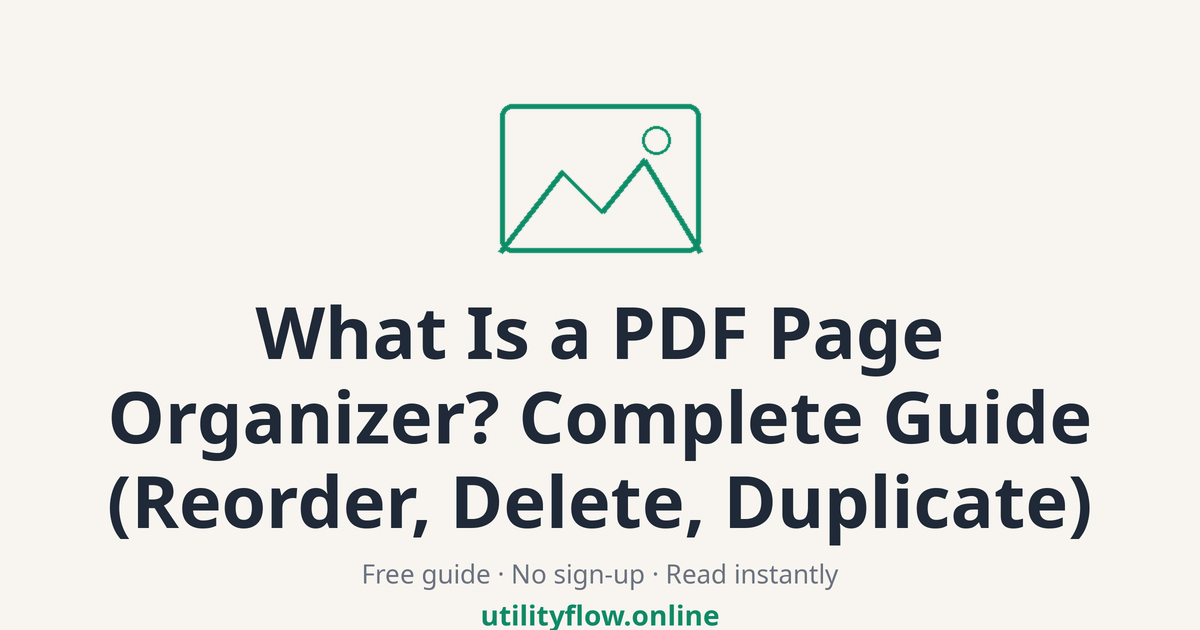 What Is a PDF Page
Organizer? Complete Guide
(Reorder, Delete, Duplicate)
Free guide · No sign-up · Read instantly
utilityflow.online